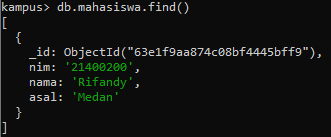 kampus> db.mahasiswa.find()
[
  {
    _id: ObjectId("63e1f9aa874c08bf4445bff9"),
    nim: '21400200',
    nama: 'Rifandy',
    asal: 'Medan'
  }
]